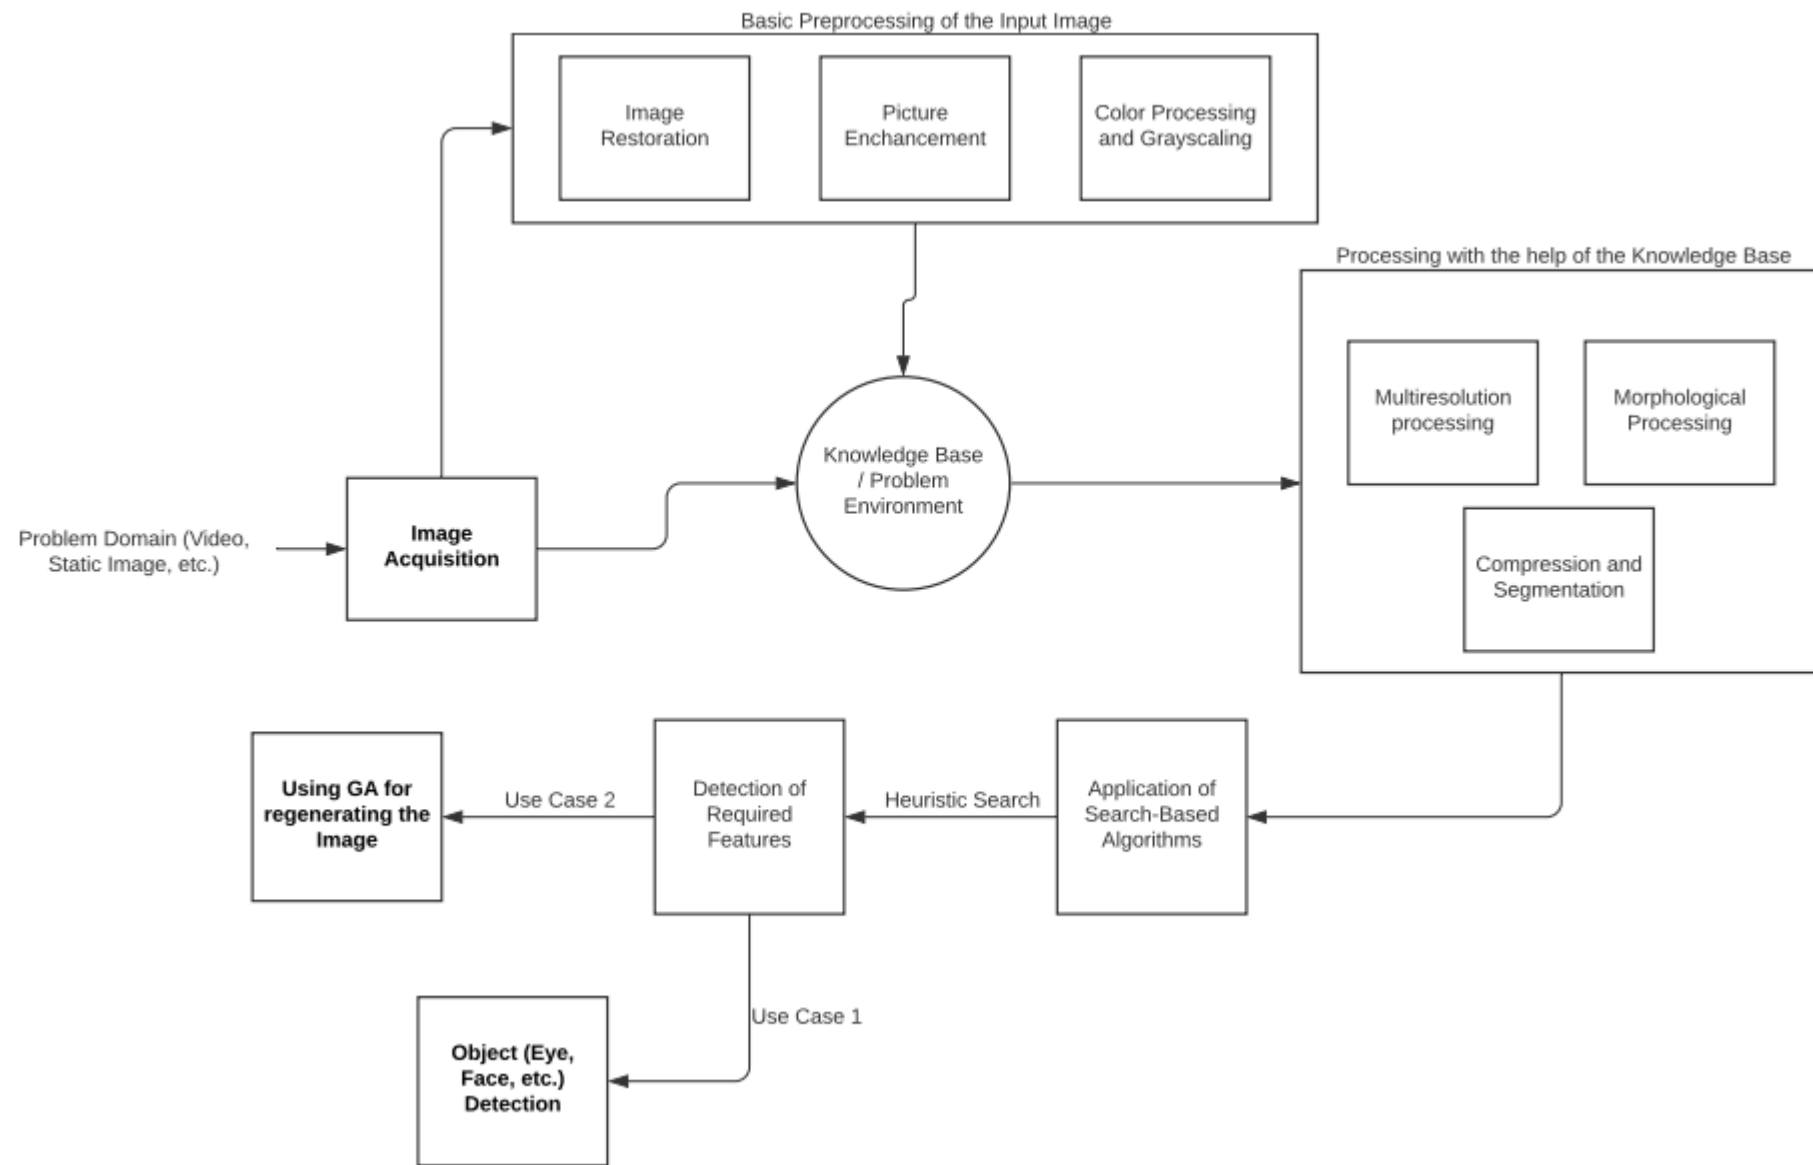 Basic Preprocessing of the Input Image
Image
Restoration
Picture
Enchancement
Color Processing
and Grayscaling
Processing with the help of the Knowledge Base
Multiresolution
processing
Morphological
Processing
Compression and
Segmentation
Knowledge Base
/ Problem
Environment
Problem Domain (Video,
Static Image, etc.)
Image
Acquisition
Application of
Search-Based
Algorithms
Heuristic Search
Detection of
Required
Features
Use Case 2
Using GA for
regenerating the
Image
Use Case 1
Object (Eye,
Face, etc.)
Detection